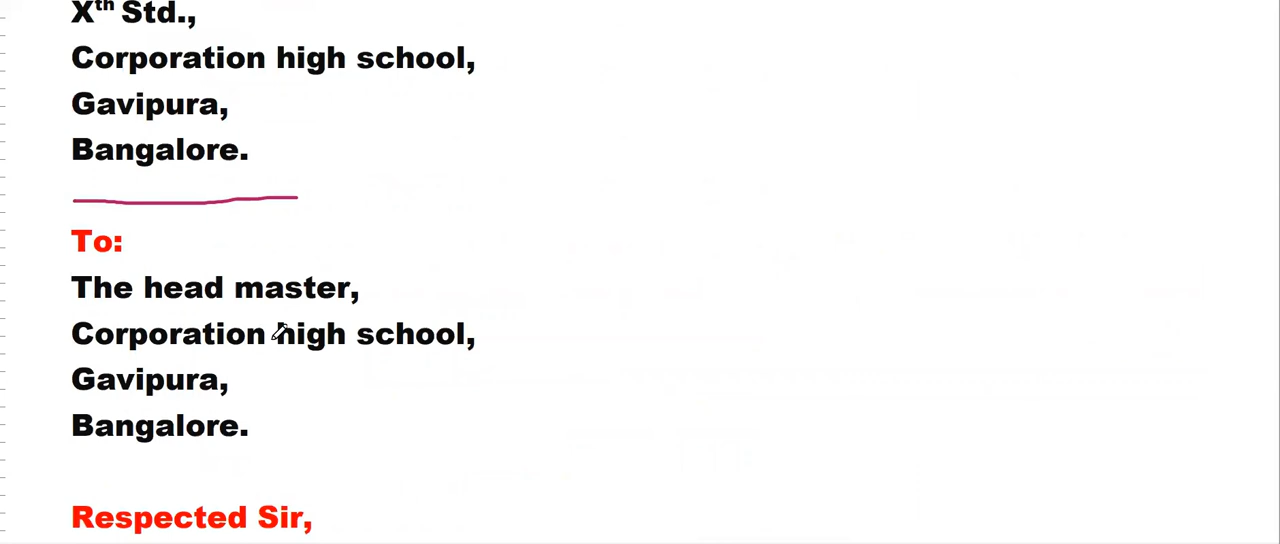 Xth Std.,
Corporation high school,
Gavipura,
Bangalore.
To:
The head master,
Corporation high school,
Gavipura,
Bangalore.
Respected Sir,